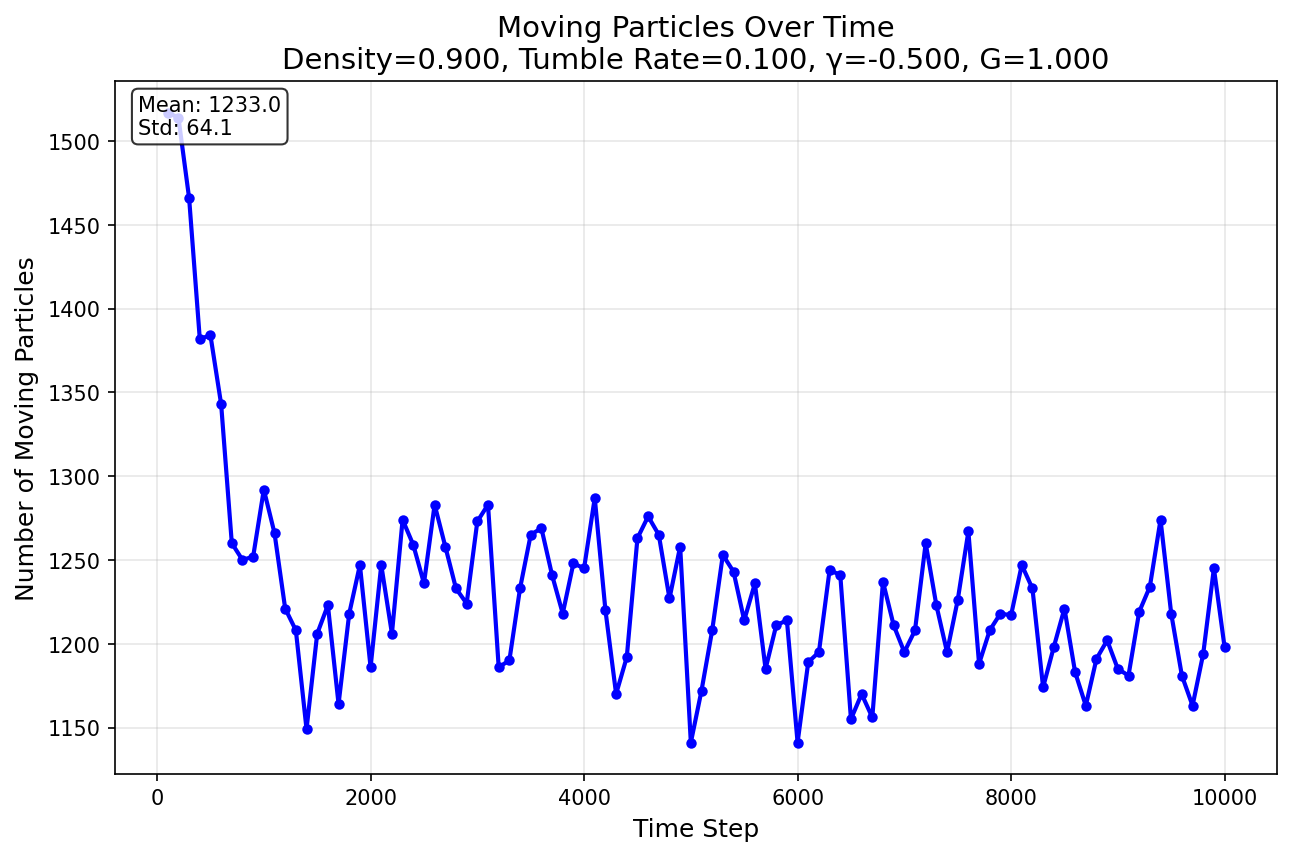 Moving Particles Over Time
Density=0.900, Tumble Rate=0.100, γ=-0.500, G=1.000
Mean: 1233.0
Std: 64.1
Number of Moving Particles
1500
1450
1400
1350
1300
1250
1200
1150
0 2000 4000 6000 8000 10000
Time Step